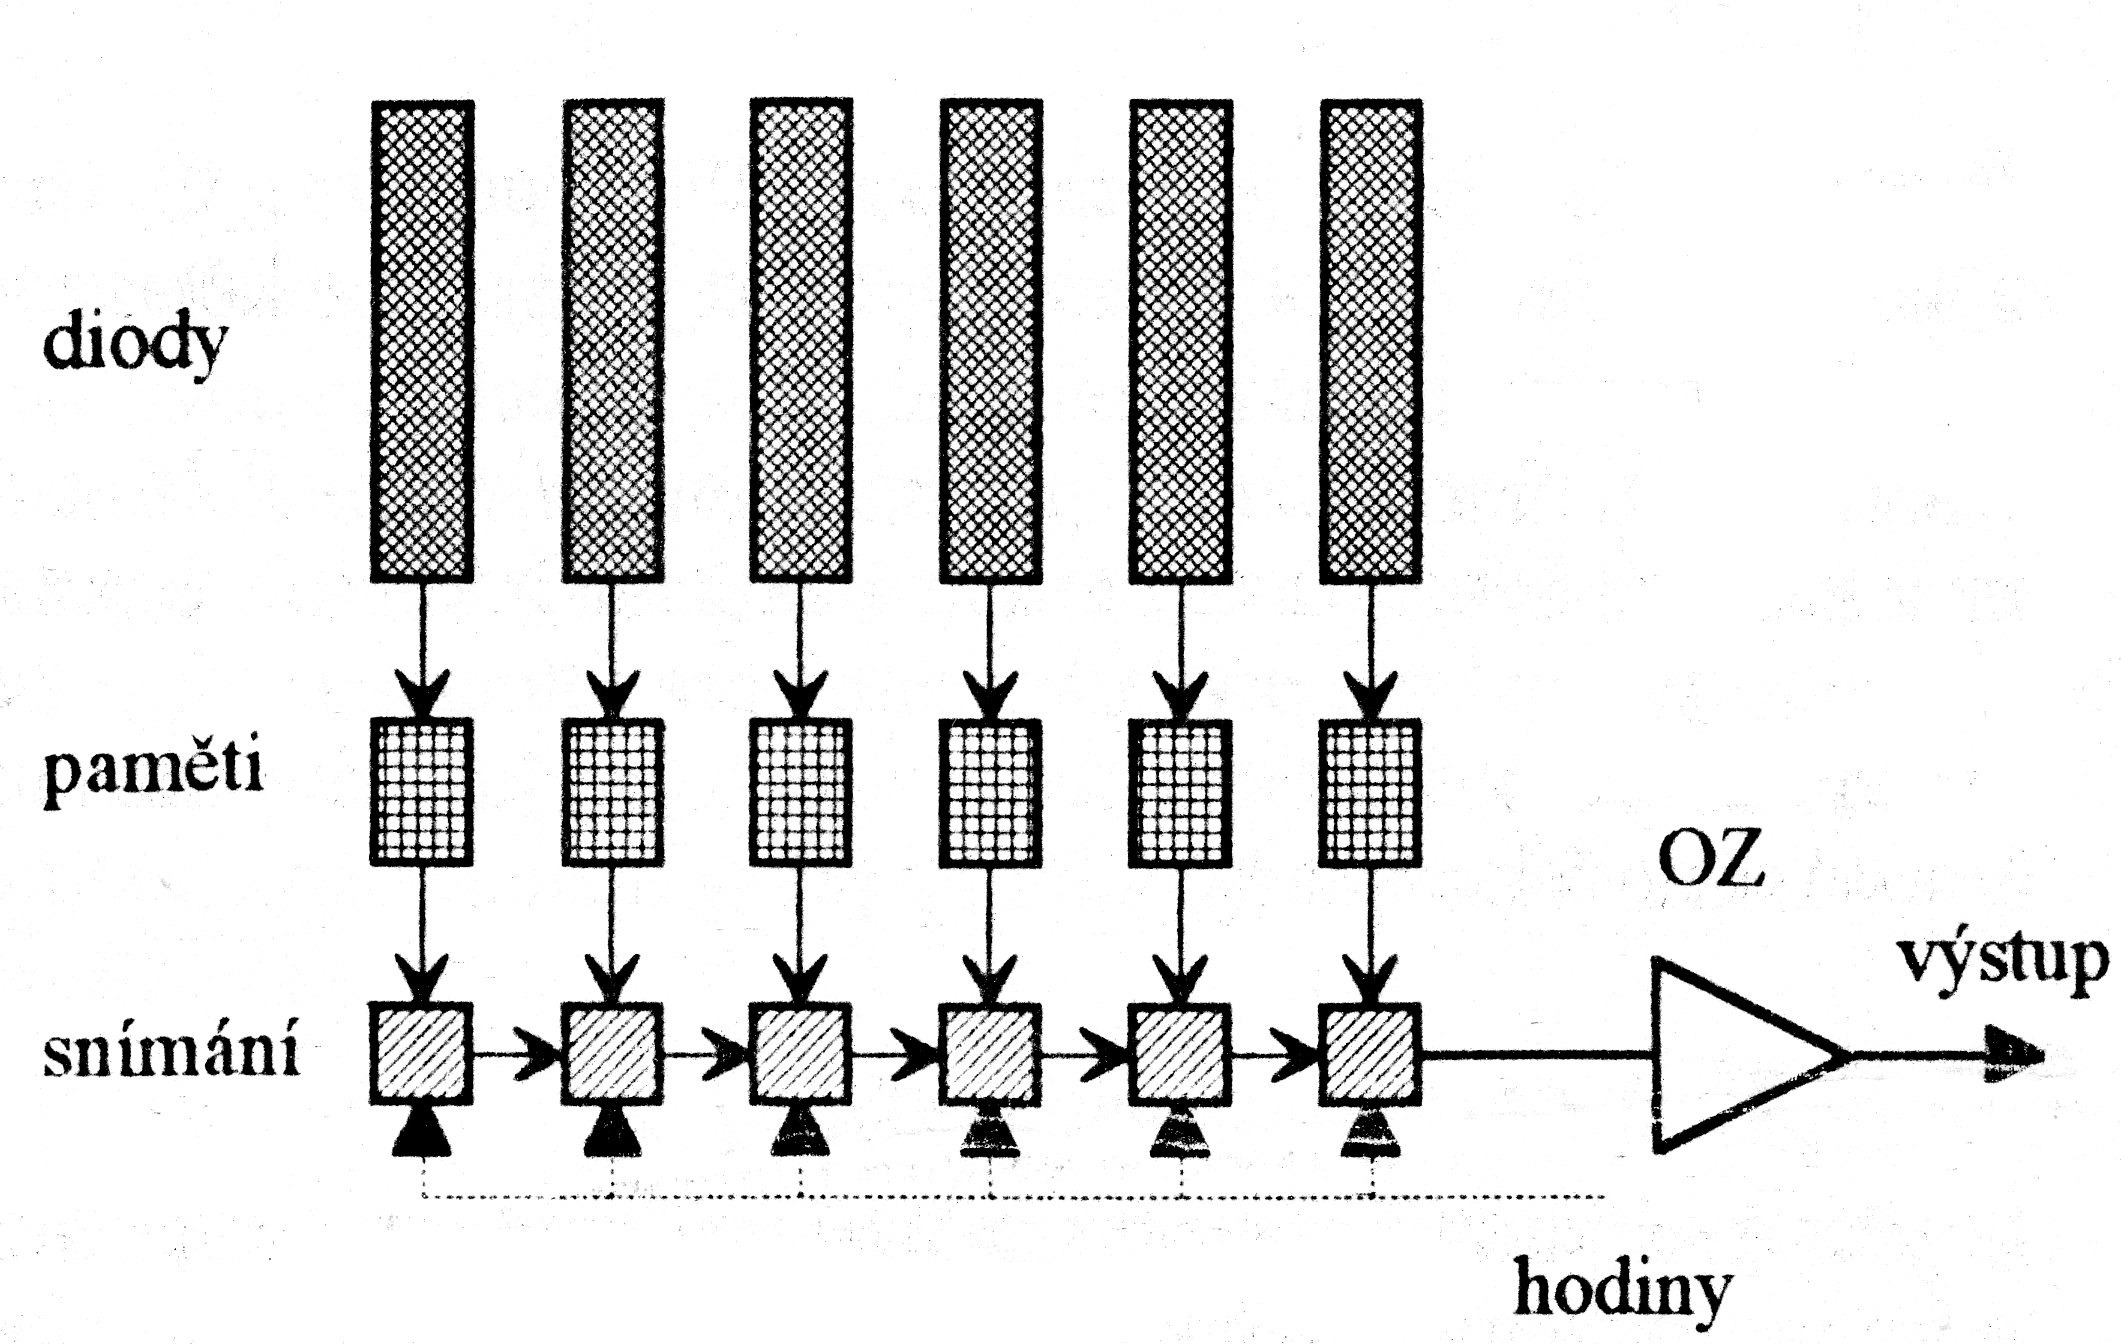 diody
paměti
OZ
výstup
snímání
hodiny